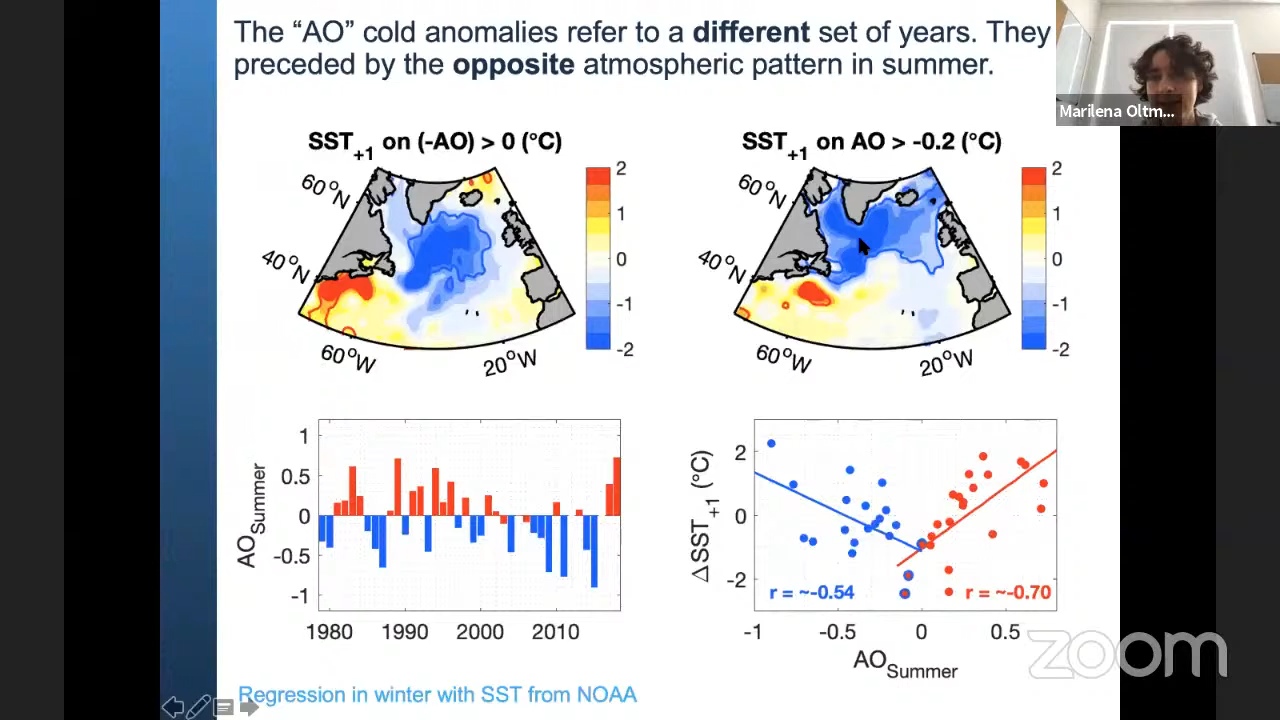 The “AO” cold anomalies refer to a different set of years. They
preceded by the opposite atmospheric pattern in summer.
Marilena Oltm...
SST+1 on (-AO) > 0 (°C)
60°N
40°N
60°W
20°W
2
1
0
-1
-2
SST+1 on AO > -0.2 (°C)
60°N
40°N
60°W
20°W
2
1
0
-1
-2
AOSummer
1
0.5
0
-0.5
-1
1980
1990
2000
2010
ΔSST+1 (°C)
2
0
-2
r = ~-0.54
r = ~-0.70
-1
-0.5
0
0.5
AOSummer
zoom
Regression in winter with SST from NOAA